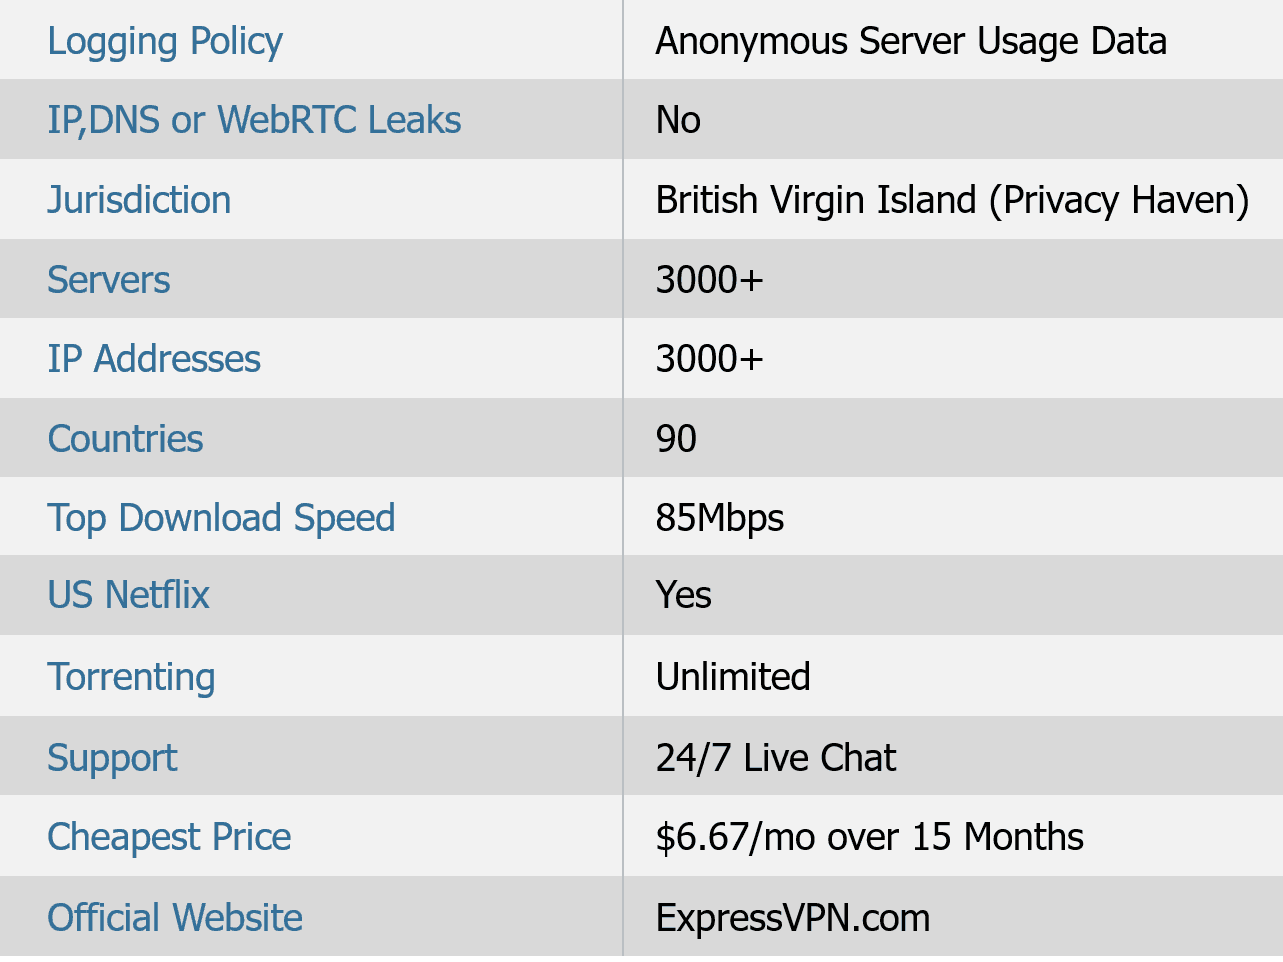 Logging Policy Anonymous Server Usage Data
IP,DNS or WebRTC Leaks No
Jurisdiction British Virgin Island (Privacy Haven)
Servers 3000+
IP Addresses 3000+
Countries 90
Top Download Speed 85Mbps
US Netflix Yes
Torrenting Unlimited
Support 24/7 Live Chat
Cheapest Price $6.67/mo over 15 Months
Official Website ExpressVPN.com